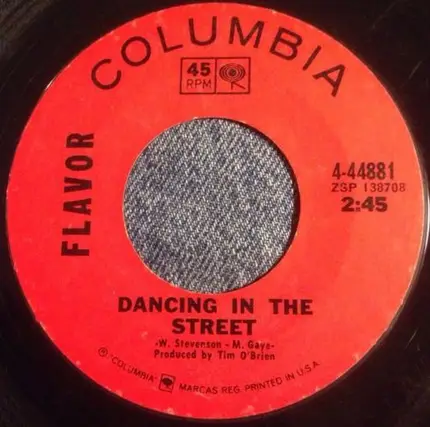 COLUMBIA
45
RPM
FLAVOR
4-44881
ZSP 138708
2:45
DANCING IN THE
STREET
-W. Stevenson - M. Gaye-
Produced by Tim O'Brien
℗ "COLUMBIA" MARCAS REG. PRINTED IN U.S.A.